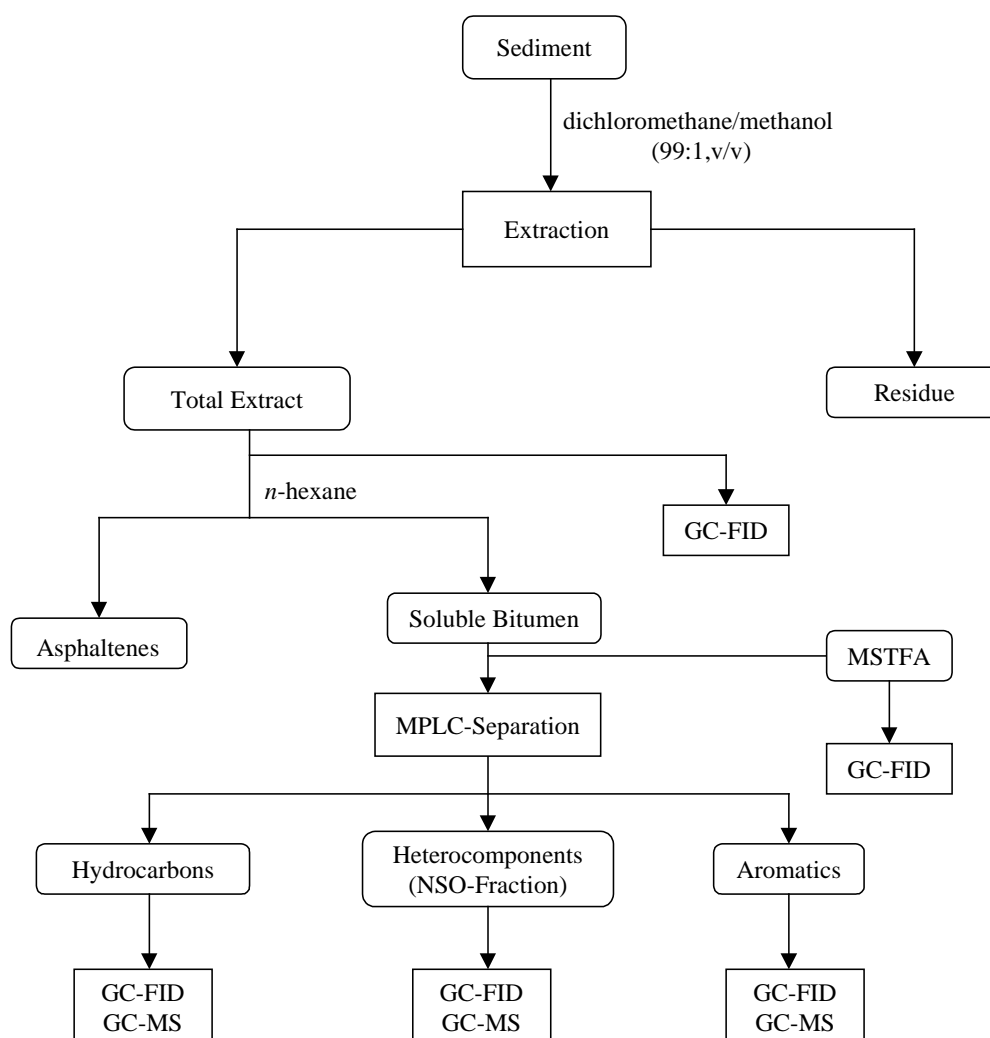 Sediment
dichloromethane/methanol
(99:1,v/v)
Extraction
Total Extract
Residue
n-hexane
GC-FID
Asphaltenes
Soluble Bitumen
MSTFA
MPLC-Separation
GC-FID
Hydrocarbons
Heterocomponents
(NSO-Fraction)
Aromatics
GC-FID
GC-MS
GC-FID
GC-MS
GC-FID
GC-MS